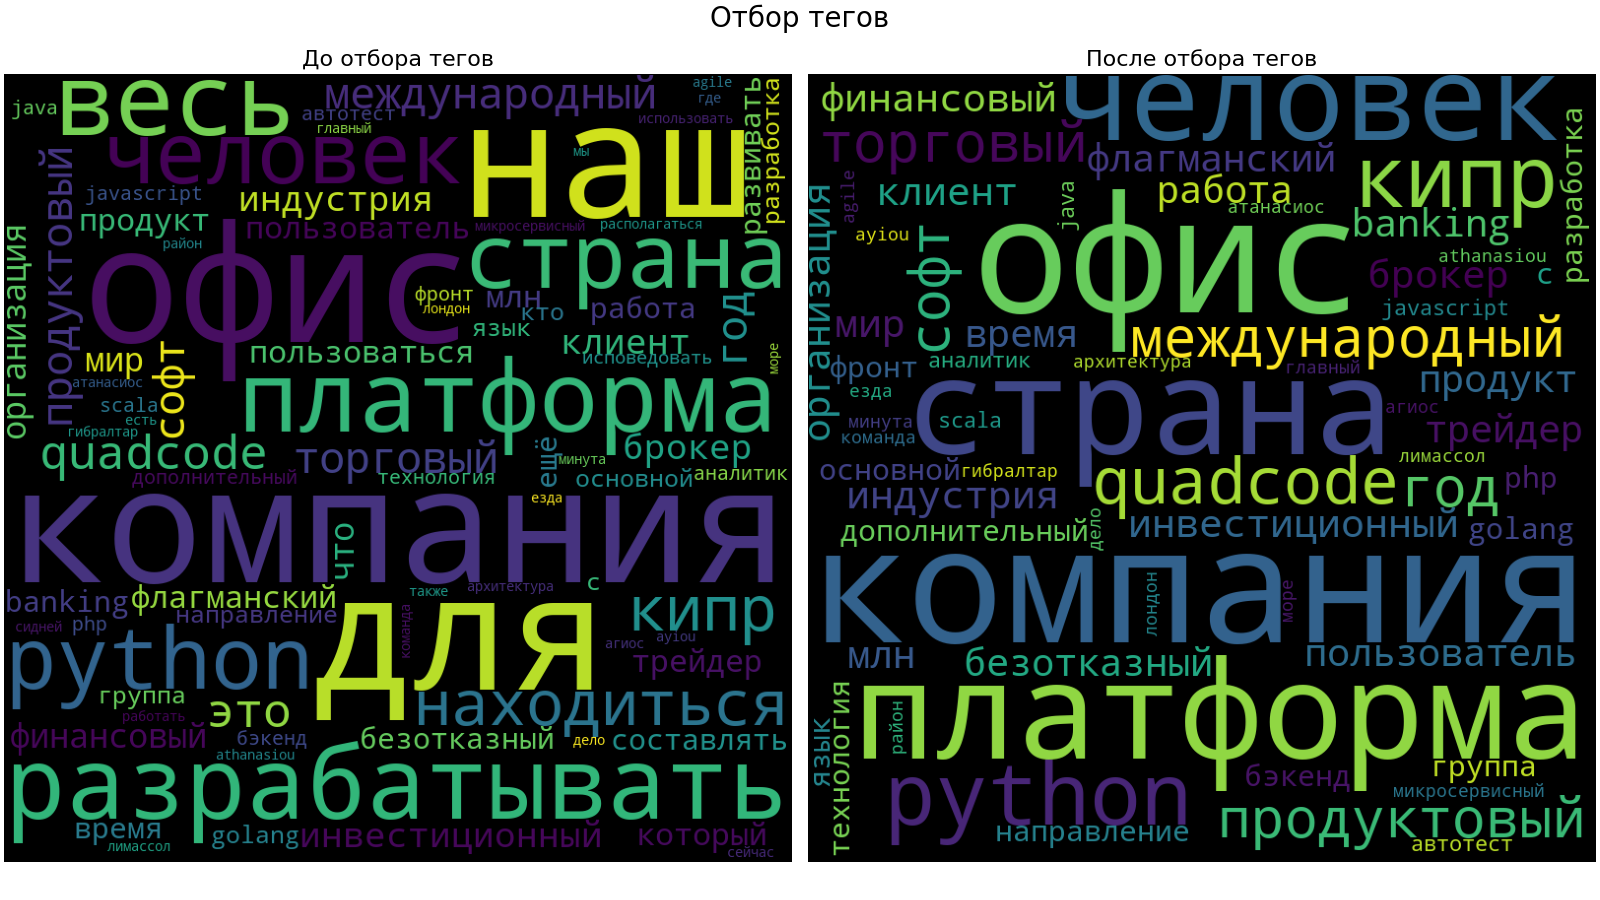 Отбор тегов
До отбора тегов
После отбора тегов
java
весь
международный
автотест
главный
agile
где
использовать
развивать
разработка
человек
наш
мы
продуктовый
javascript
индустрия
продукт
район
пользователь
микросервисный
располагаться
организация
офис
страна
фронт
лондон
млн
кто
работа
язык
год
клиент
исповедовать
море
мир
софт
пользоваться
атанасиос
scala
есть
гибралтар
платформа
quadcode
торговый
ещё
минута
брокер
дополнительный
технология
основной
аналитик
езда
компания
что
также
архитектура
с
banking
флагманский
направление
сидней
php
для
команда
кипр
агиос
ayiou
python
трейдер
группа
работать
это
находиться
финансовый
бэкенд
athanasiou
безотказный
дело
составлять
разрабатывать
время
лимассол
golang
инвестиционный
который
сейчас
финансовый
человек
торговый
флагманский
кипр
разработка
agile
клиент
java
работа
атанасиос
организация
ayiou
софт
офис
banking
athanasiou
брокер
с
javascript
мир
время
международный
фронт
аналитик
архитектура
главный
продукт
езда
страна
минута
команда
scala
агиос
трейдер
основной
гибралтар
quadcode
лимассол
год
php
индустрия
дополнительный
дело
инвестиционный
golang
компания
лондон
море
млн
безотказный
пользователь
язык
технология
район
платформа
python
бэкенд
группа
микросервисный
направление
продуктовый
автотест